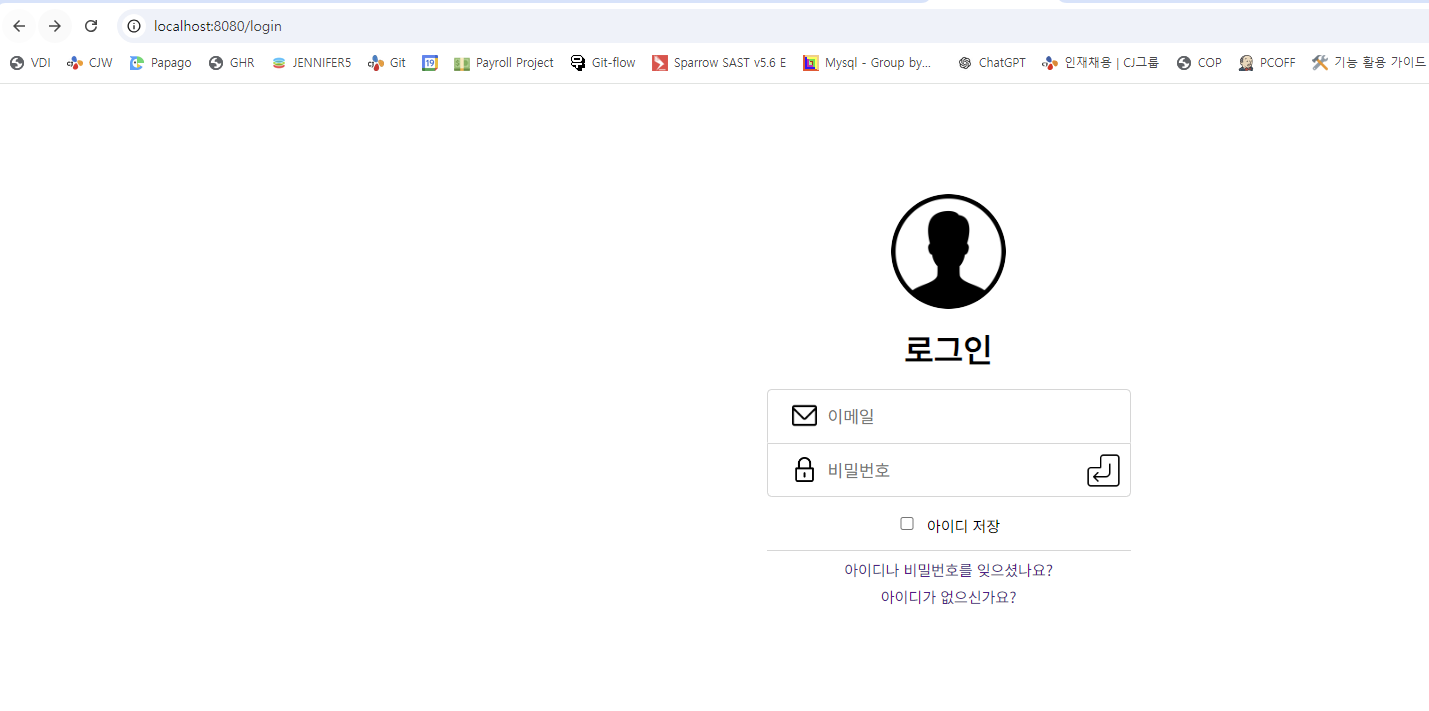 localhost:8080/login
VDI CJW Papago GHR JENNIFER5 Git 19 Payroll Project Git-flow Sparrow SAST v5.6 E Mysql - Group by... ChatGPT 인재채용 | CJ그룹 COP PCOFF 기능 활용 가이드
로그인
이메일
비밀번호
아이디 저장
아이디나 비밀번호를 잊으셨나요?
아이디가 없으신가요?